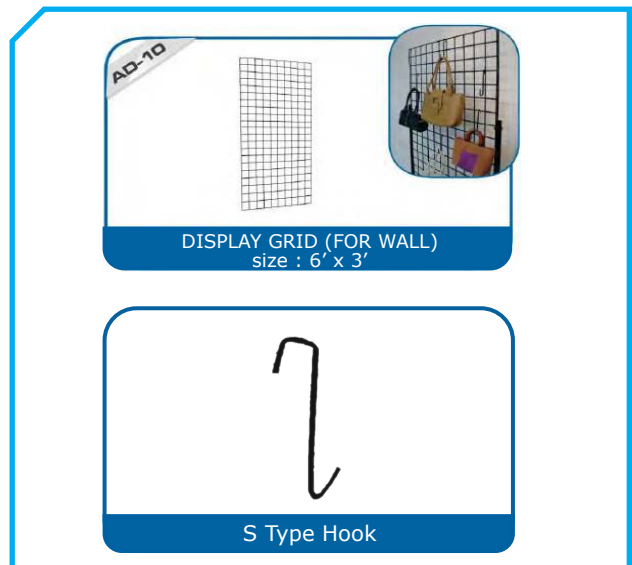 AD-10
DISPLAY GRID (FOR WALL)
size : 6’ x 3’
S Type Hook